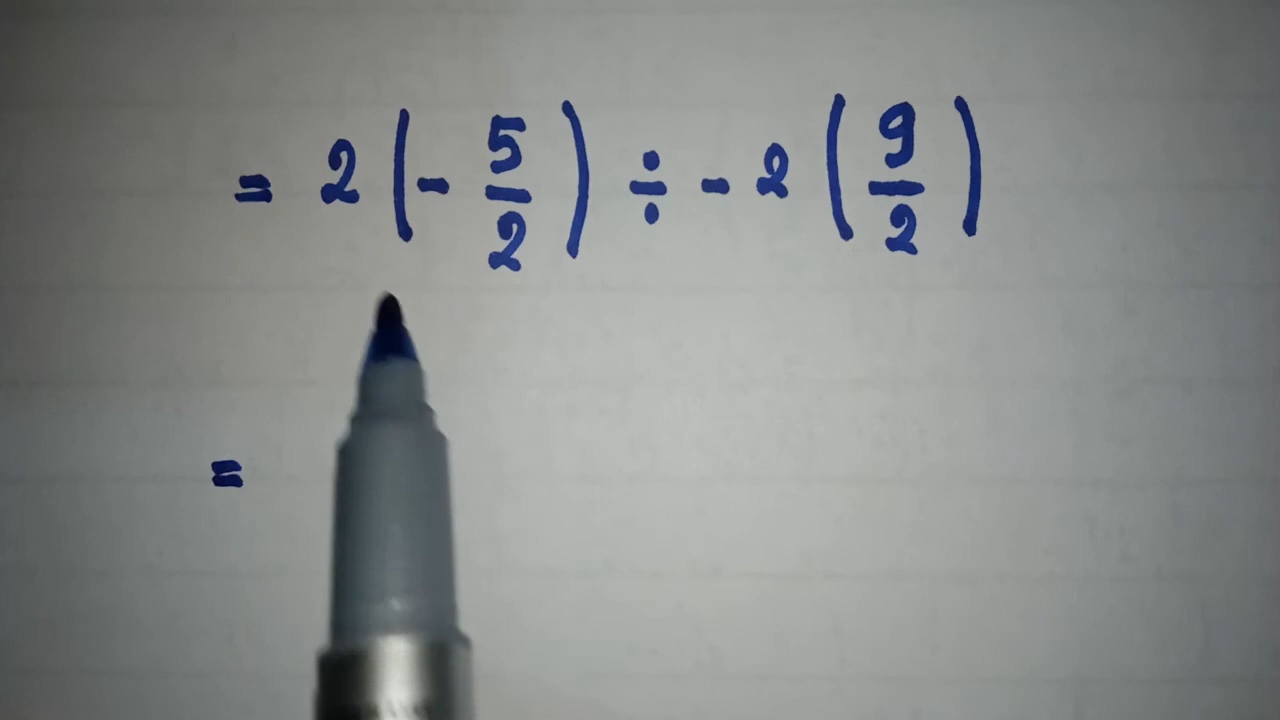 = 2 (- 5/2) ÷ - 2 (9/2)
=